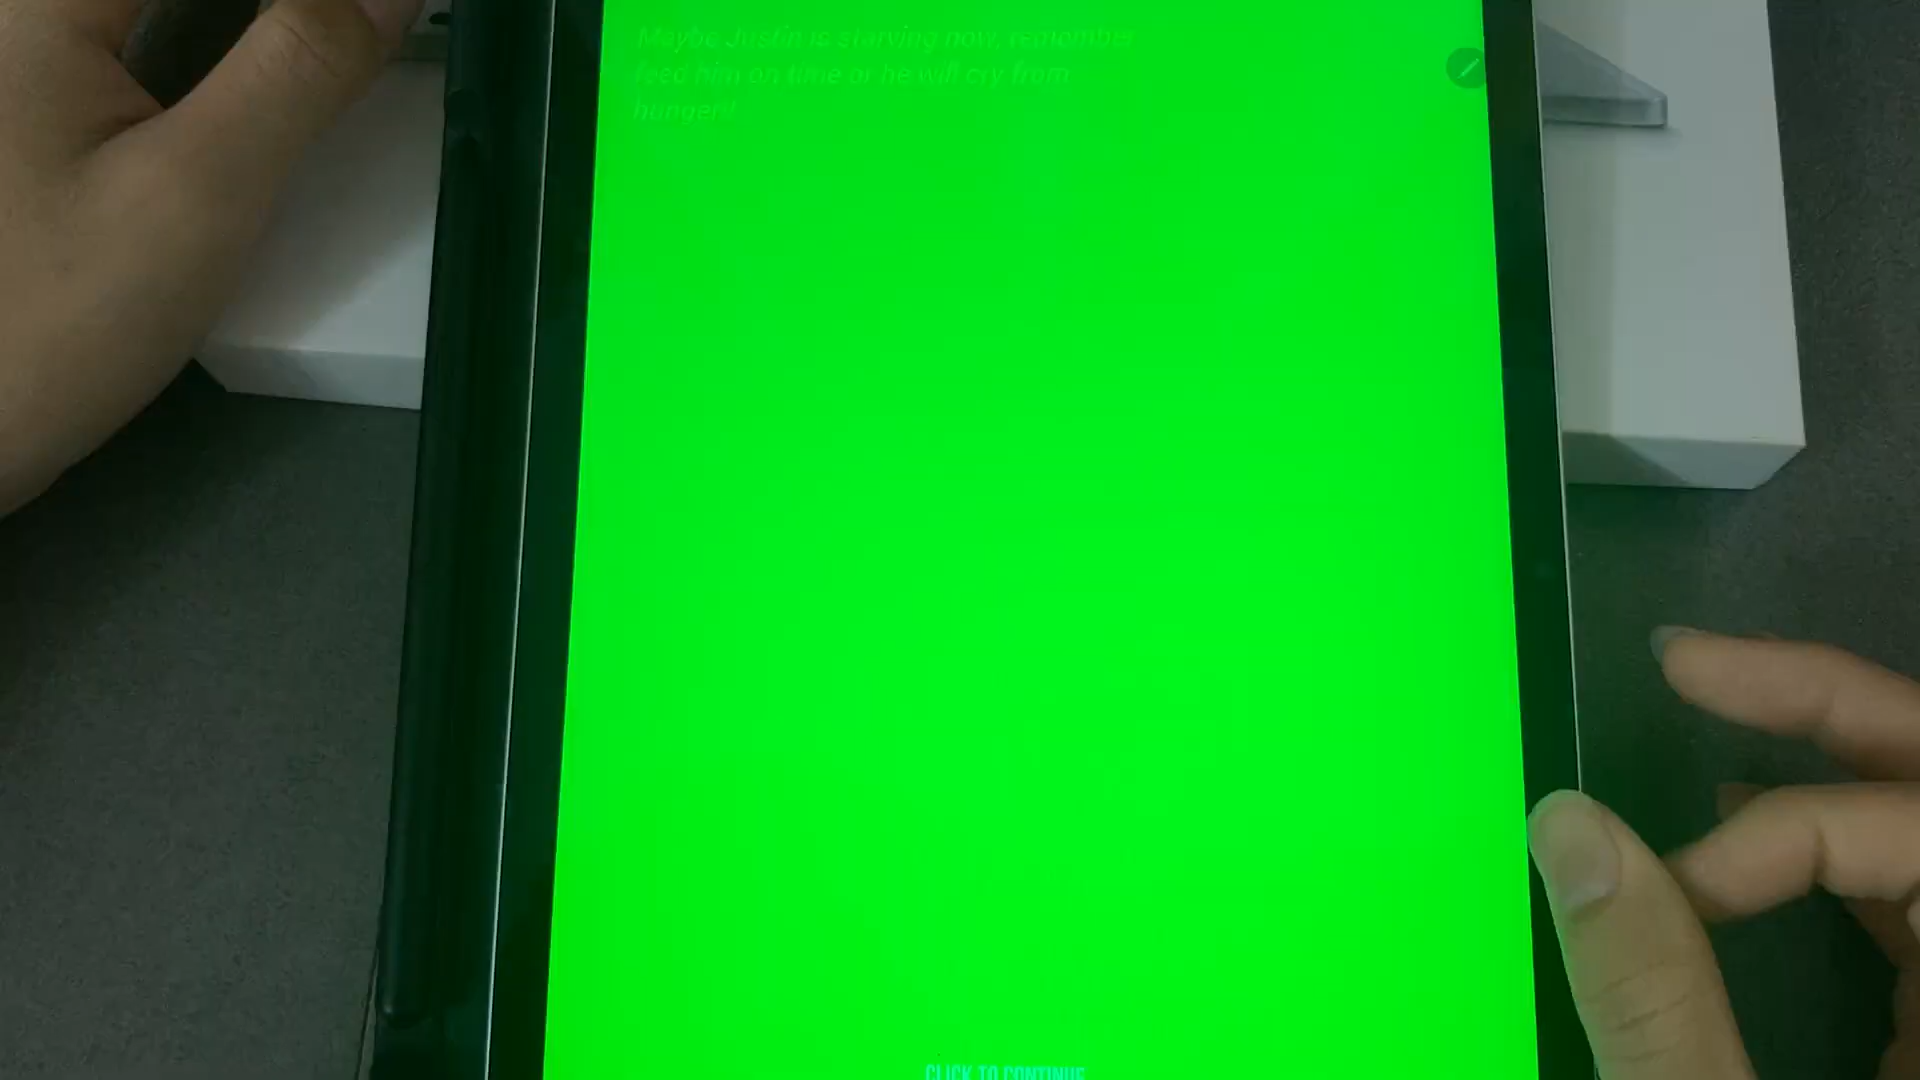 Maybe Justin is starving now, remember
feed him on time or he will cry from
hunger!!
CLICK TO CONTINUE